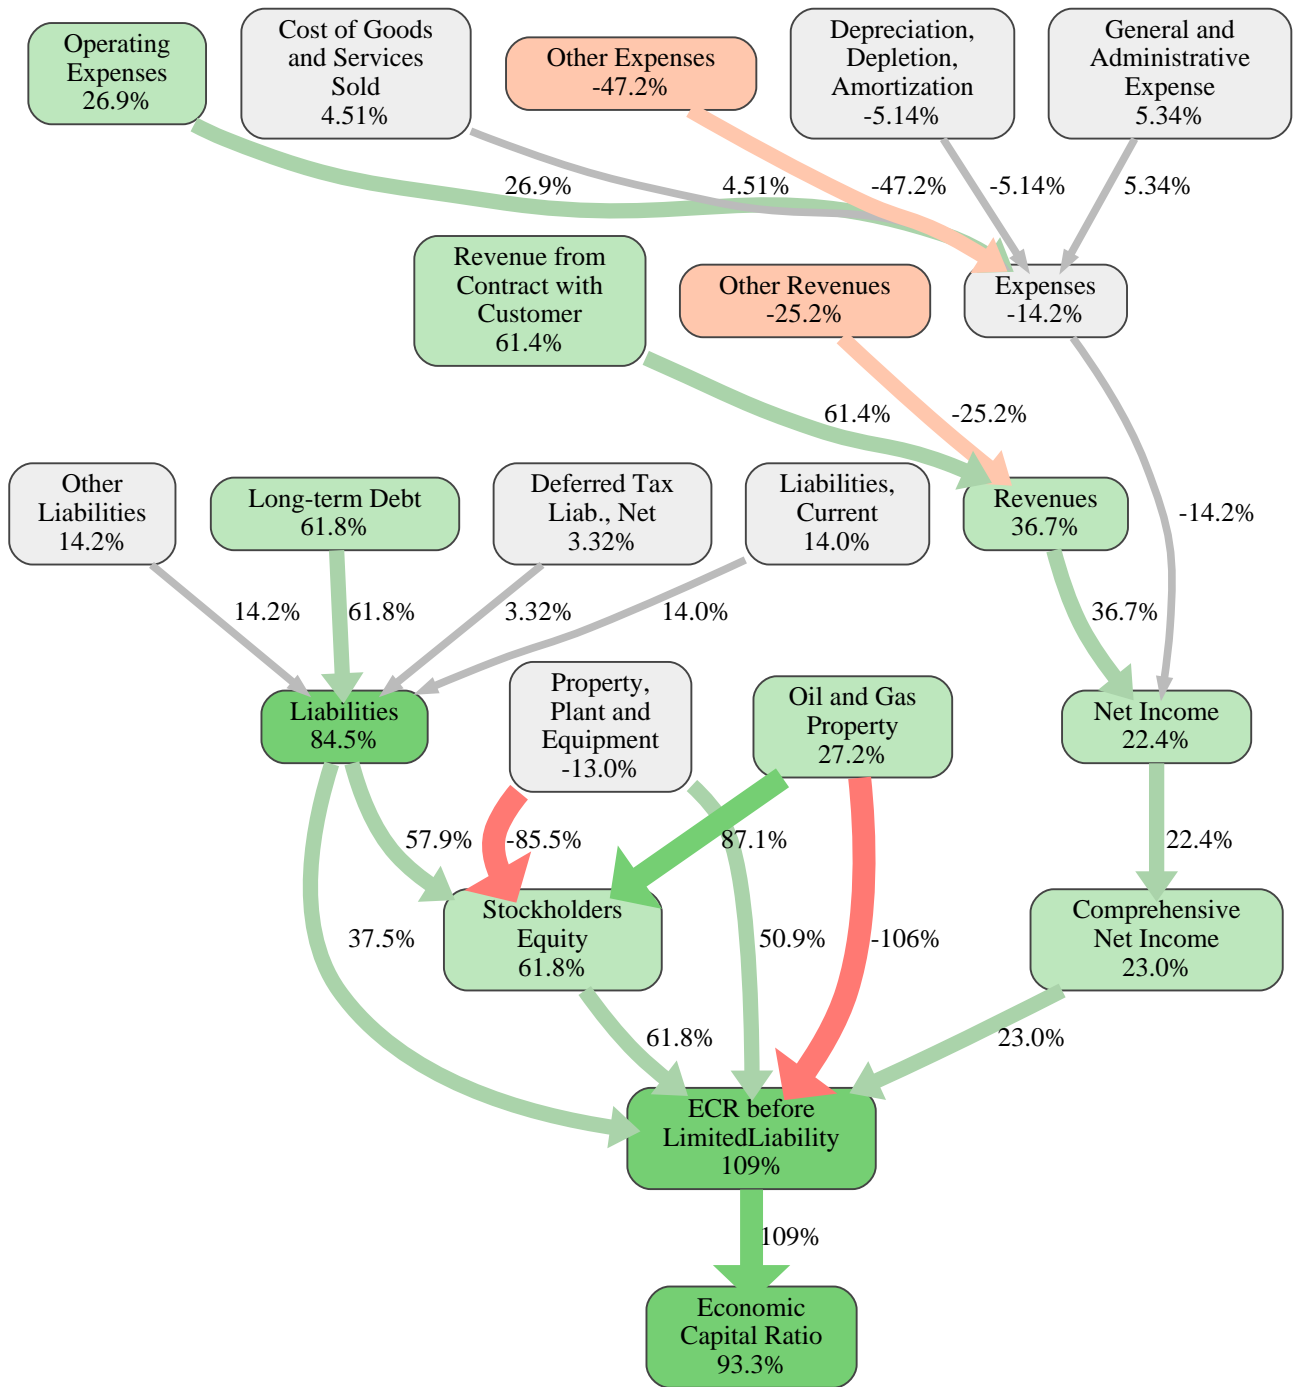 Operating
Expenses
26.9%
Cost of Goods
and Services
Sold
4.51%
Other Expenses
-47.2%
Depreciation,
Depletion,
Amortization
-5.14%
General and
Administrative
Expense
5.34%
26.9%
4.51%
-47.2%
-5.14%
5.34%
Revenue from
Contract with
Customer
61.4%
Other Revenues
-25.2%
Expenses
-14.2%
61.4%
-25.2%
-14.2%
Other
Liabilities
14.2%
Long-term Debt
61.8%
Deferred Tax
Liab., Net
3.32%
Liabilities,
Current
14.0%
Revenues
36.7%
14.2%
61.8%
3.32%
14.0%
36.7%
Liabilities
84.5%
Property,
Plant and
Equipment
-13.0%
Oil and Gas
Property
27.2%
Net Income
22.4%
57.9%
-85.5%
87.1%
22.4%
37.5%
Stockholders
Equity
61.8%
50.9%
-106%
Comprehensive
Net Income
23.0%
61.8%
23.0%
ECR before
LimitedLiability
109%
109%
Economic
Capital Ratio
93.3%